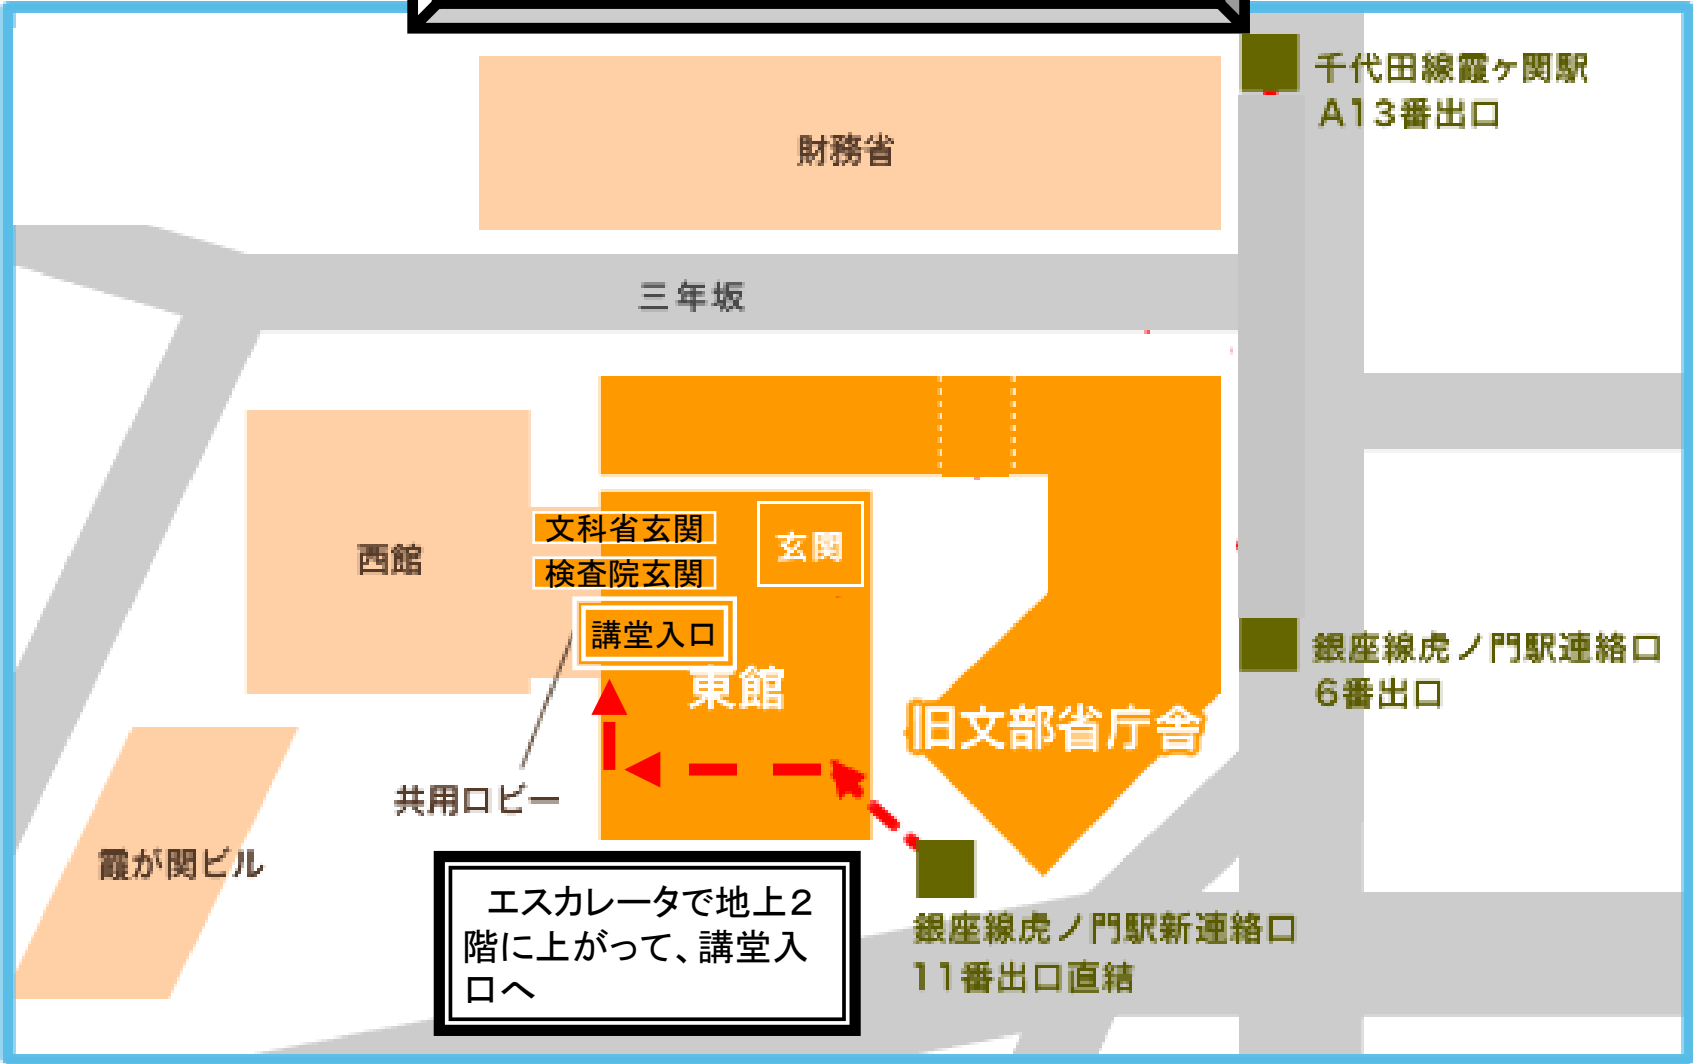 千代田線霞ヶ関駅
A13番出口
財務省
三年坂
文科省玄関
玄関
西館
検査院玄関
講堂入口
銀座線虎ノ門駅連絡口
6番出口
東館
旧文部省庁舎
共用ロビー
霞が関ビル
エスカレータで地上２
階に上がって、講堂入
口へ
銀座線虎ノ門駅新連絡口
11番出口直結